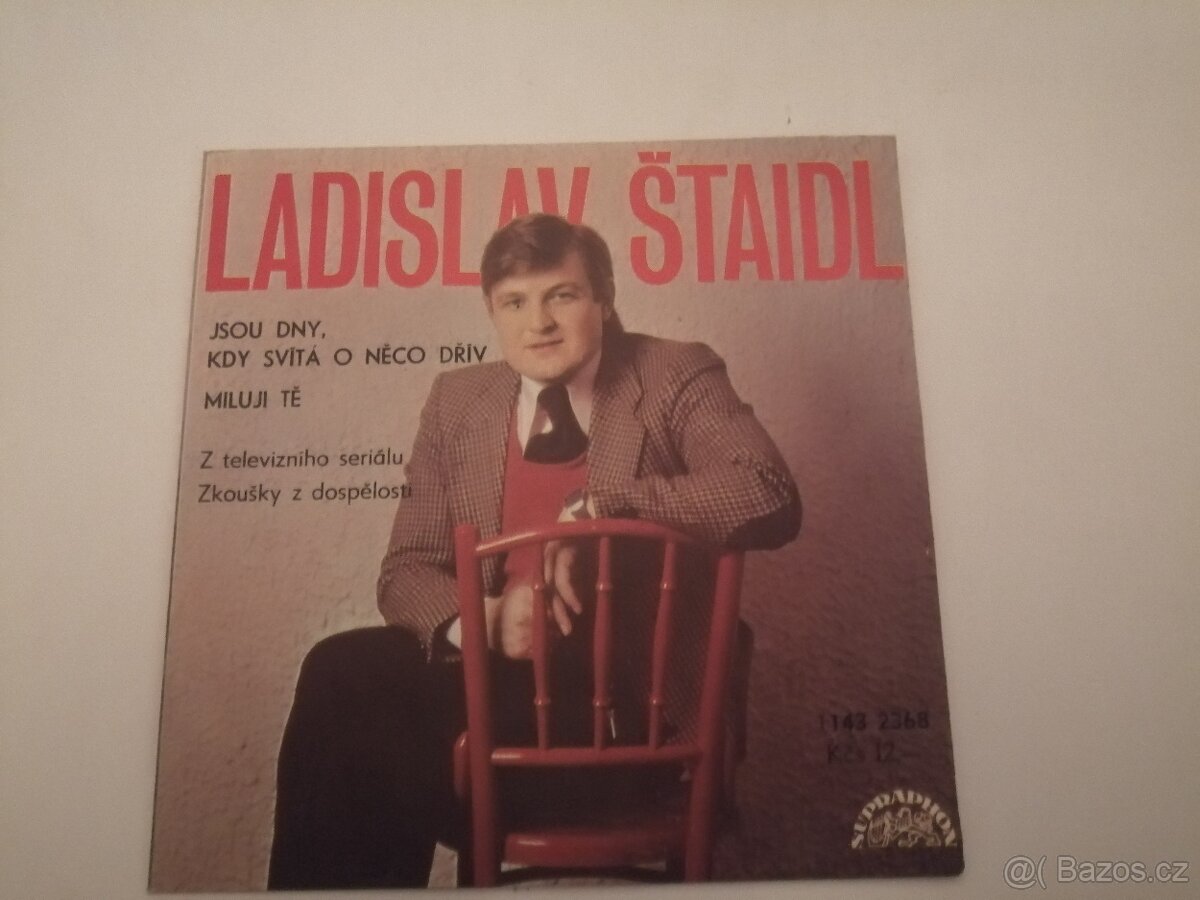 LADISLAV ŠTAIDL
JSOU DNY,
KDY SVÍTÁ O NĚCO DŘÍV
MILUJI TĚ
Z televizního seriálu
Zkoušky z dospělosti
1143 2368
Kčs 12,–
SUPRAPHON
@( Bazos.cz